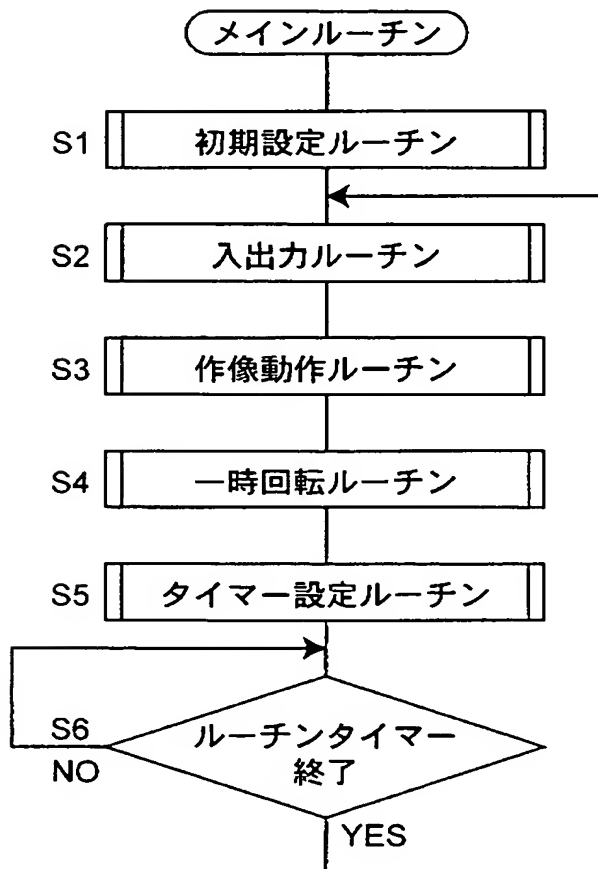 メインルーチン
S1 初期設定ルーチン
S2 入出力ルーチン
S3 作像動作ルーチン
S4 一時回転ルーチン
S5 タイマー設定ルーチン
S6 ルーチンタイマー
NO 終了
YES